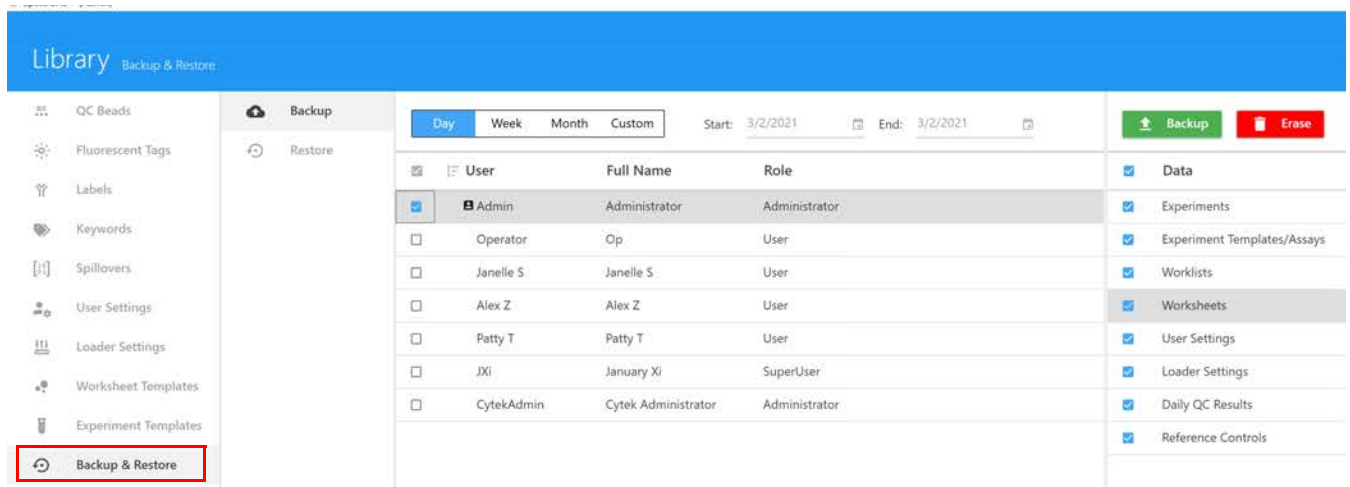 Library Backup & Restore
QC Beads
Fluorescent Tags
Labels
Keywords
Spillovers
User Settings
Loader Settings
Worksheet Templates
Experiment Templates
Backup & Restore
Backup
Restore
Day Week Month Custom Start: 3/2/2021 End: 3/2/2021
User Full Name Role
Admin Administrator Administrator
Operator Op User
Janelle S Janelle S User
Alex Z Alex Z User
Patty T Patty T User
JXi January Xi SuperUser
CytekAdmin Cytek Administrator Administrator
Backup Erase
Data
Experiments
Experiment Templates/Assays
Worklists
Worksheets
User Settings
Loader Settings
Daily QC Results
Reference Controls